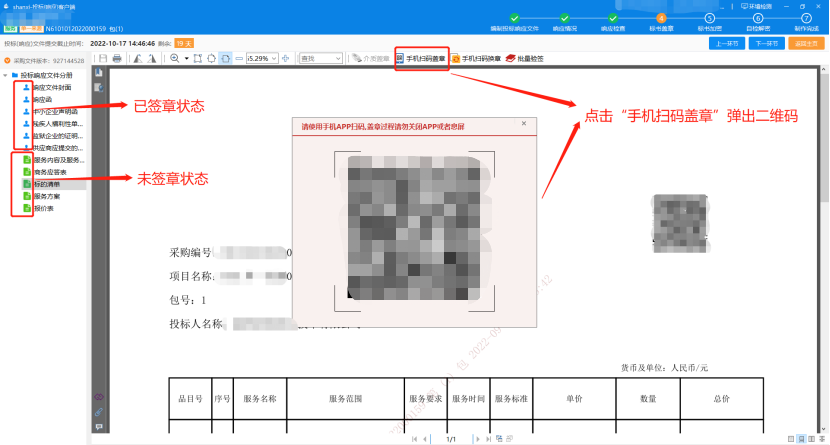 shanxi-投标(响应)客户端
N6101012022000159 包(1)
环境检测
编制投标响应文件
响应情况
响应检查
4
标书盖章
5
标书加密
6
自检解密
7
制作完成
投标(响应)文件提交截止时间: 2022-10-17 14:46:46 剩余: 19 天
上一环节
下一环节
返回主页
采购文件版本: 927144528
5.29%
查找
介质盖章
手机扫码盖章
手机扫码换章
批量验签
投标响应文件分册
响应文件封面
响应函
中小企业声明函
残疾人福利性单...
监狱企业的证明...
供应商应提交的...
服务内容及服务...
商务应答表
标的清单
服务方案
报价表
已签章状态
未签章状态
点击“手机扫码盖章”弹出二维码
请使用手机APP扫码,盖章过程请勿关闭APP或者息屏
采购编号
项目名称:
包号: 1
投标人名称
货币及单位: 人民币/元
品目号
序号
服务名称
服务范围
服务要求
服务时间
服务标准
单价
数量
总价
1/1